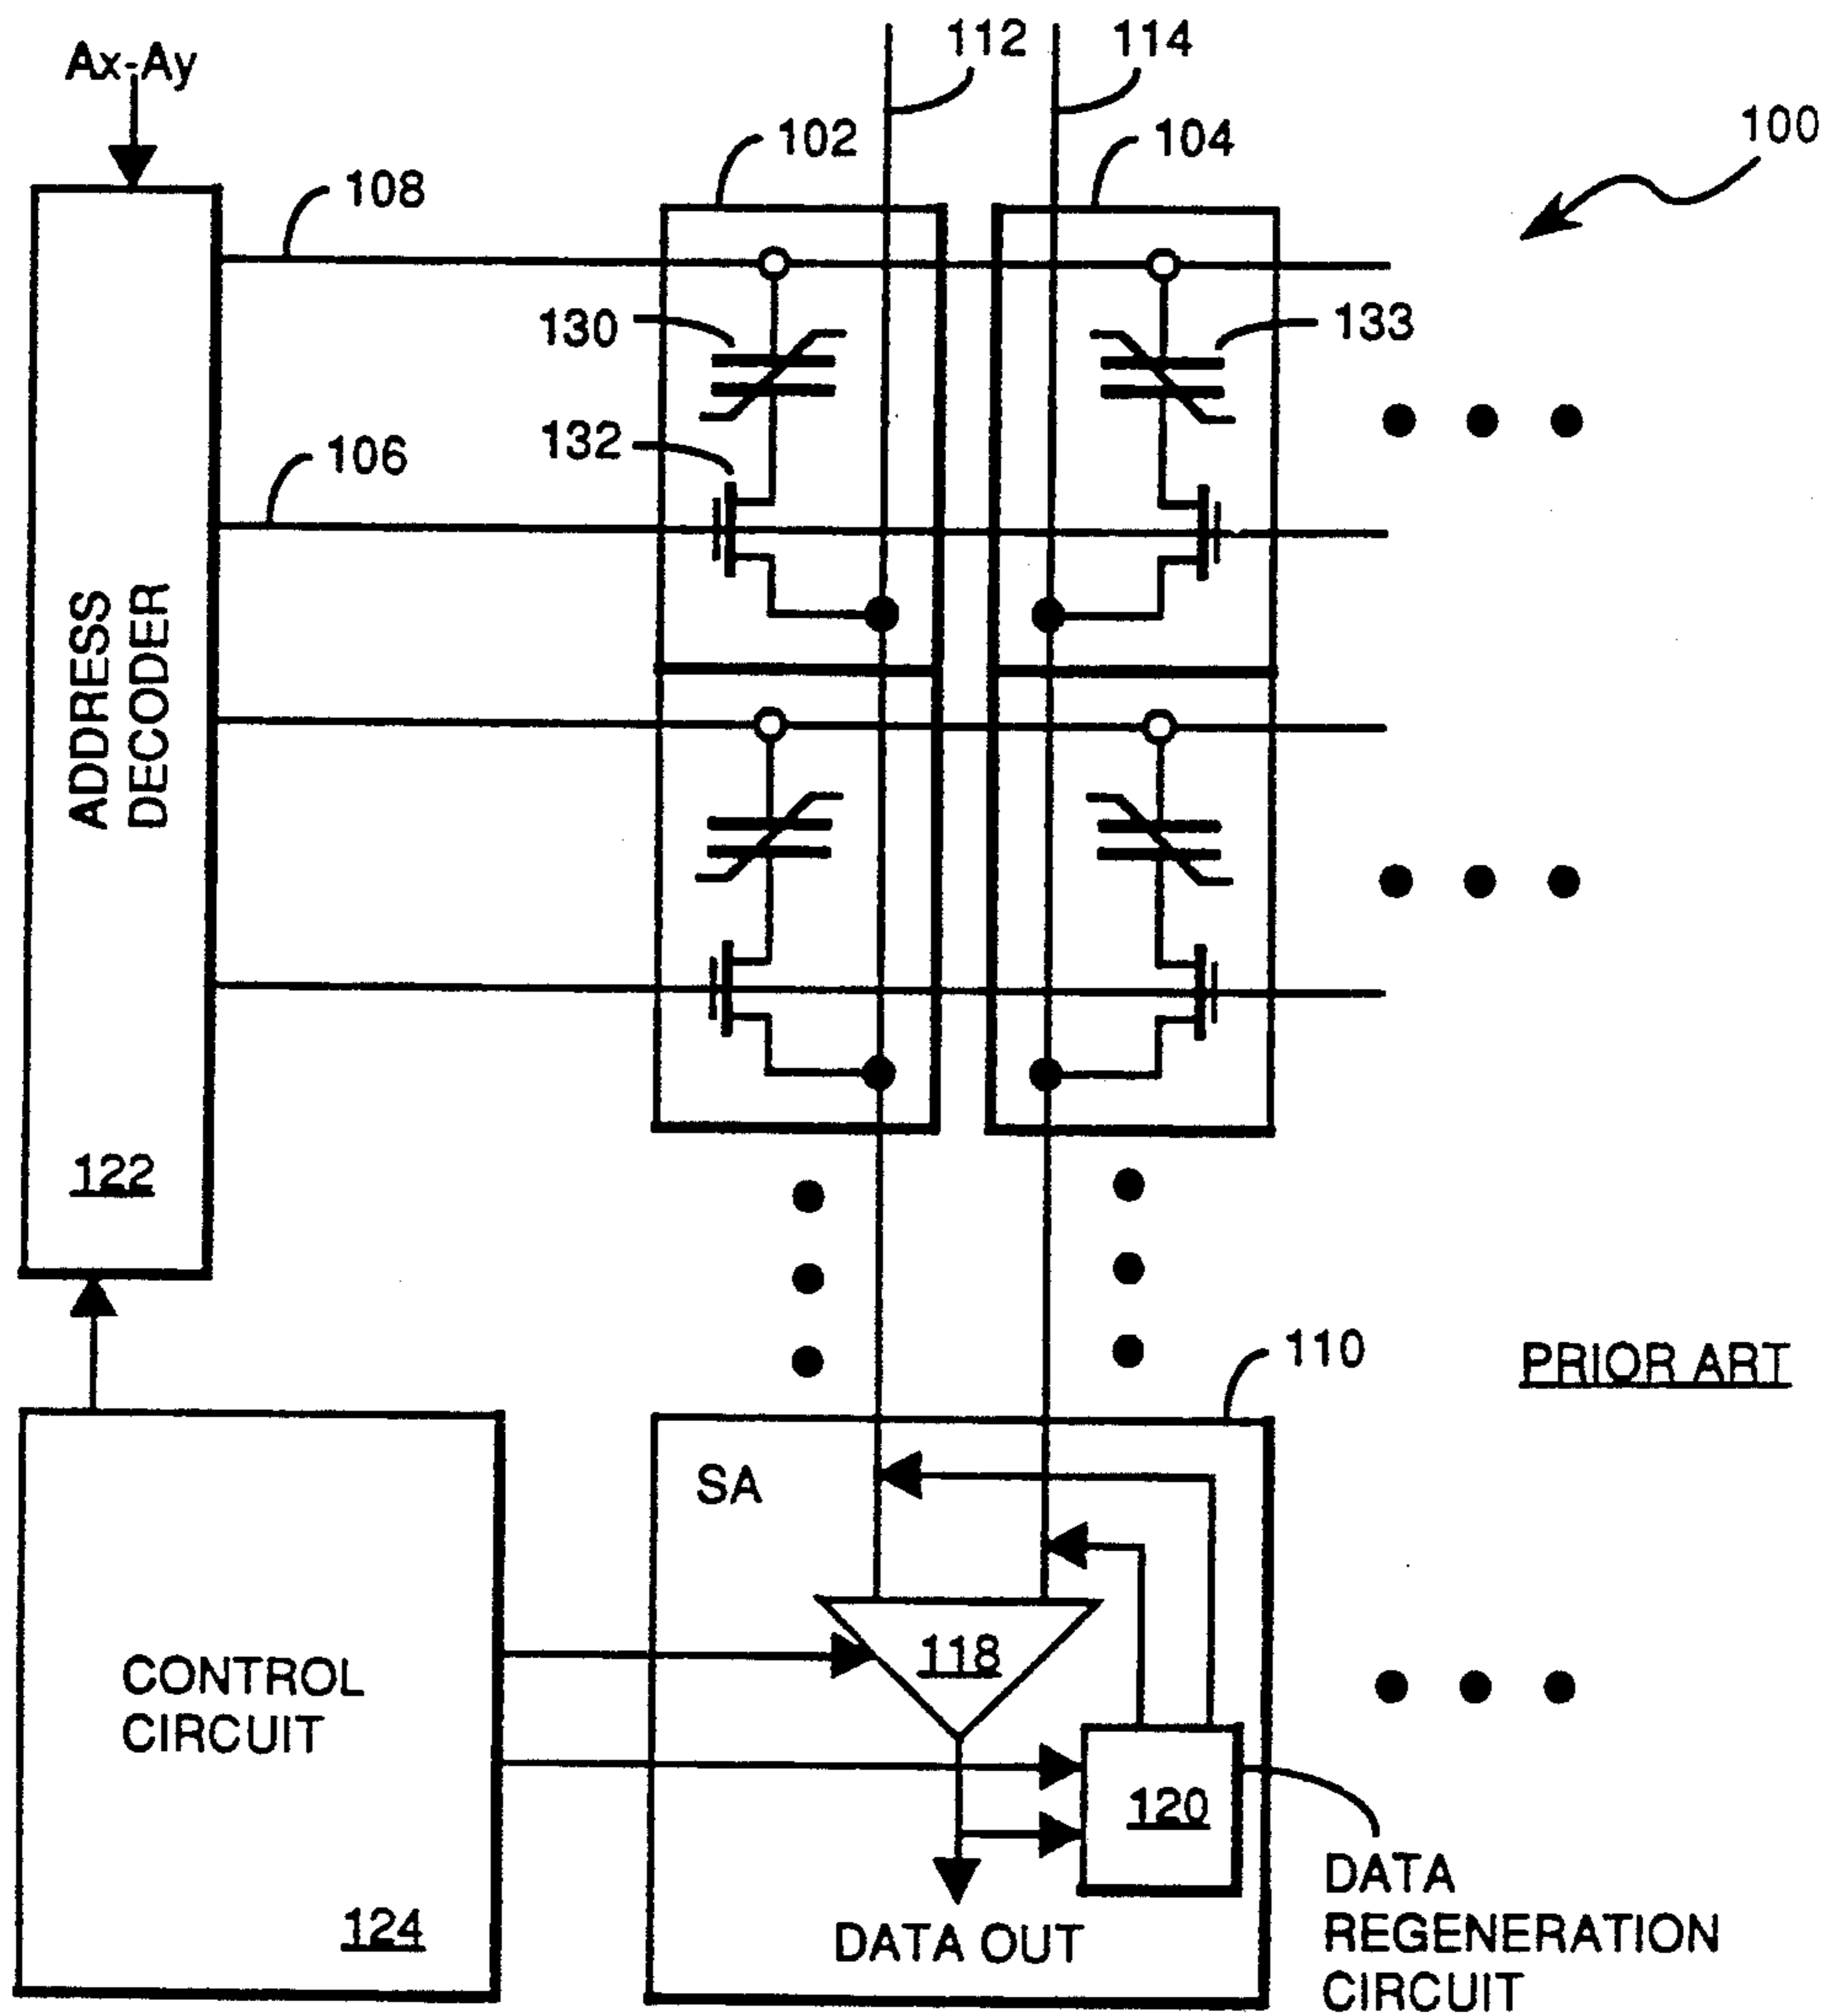 Ax-Ay
112
114
100
102
104
108
130
133
132
106
ADDRESS
DECODER
122
110
PRIOR ART
SA
118
CONTROL
CIRCUIT
120
124
DATA OUT
DATA
REGENERATION
CIRCUIT